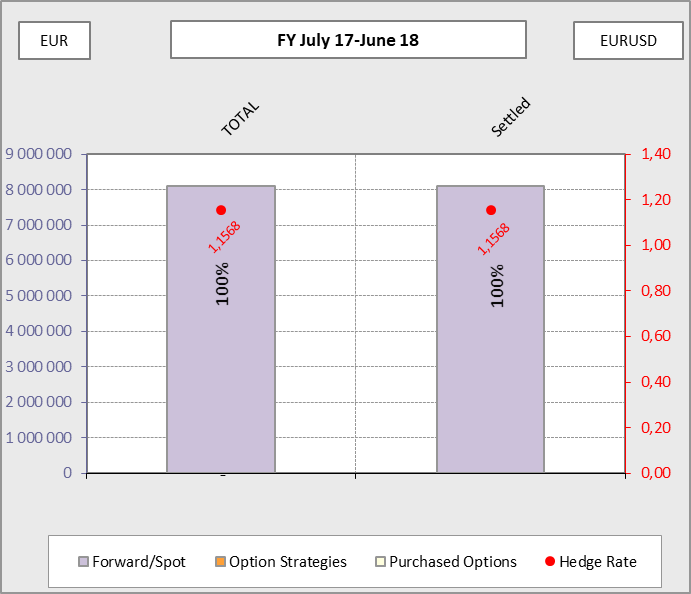 EUR
FY July 17-June 18
EURUSD
TOTAL
Settled
9 000 000
8 000 000
7 000 000
6 000 000
5 000 000
4 000 000
3 000 000
2 000 000
1 000 000
0
1,1568
100%
1,1568
100%
-
1,40
1,20
1,00
0,80
0,60
0,40
0,20
0,00
Forward/Spot
Option Strategies
Purchased Options
Hedge Rate